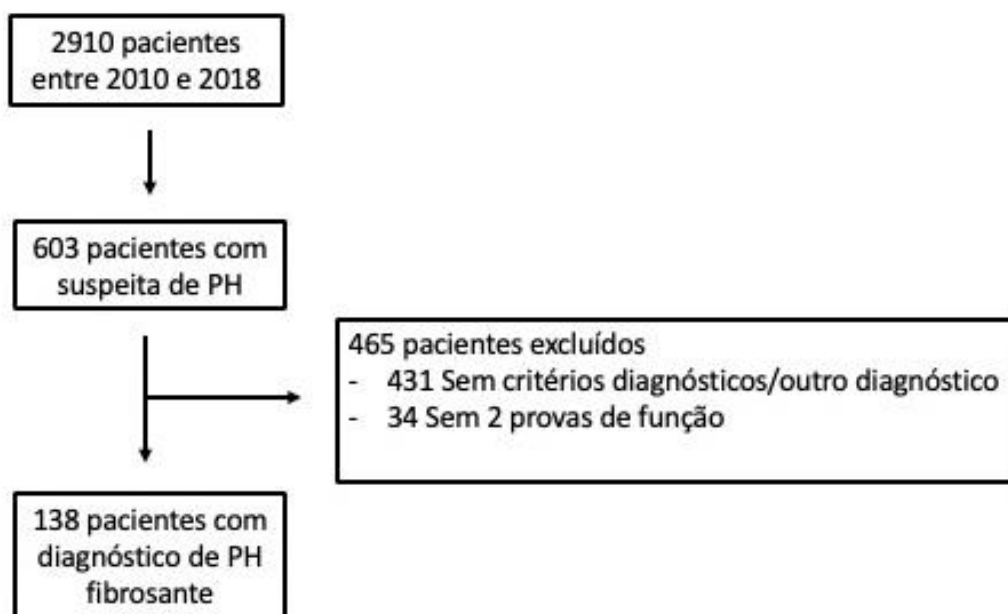 2910 pacientes
entre 2010 e 2018
603 pacientes com
suspeita de PH
465 pacientes excluídos
- 431 Sem critérios diagnósticos/outro diagnóstico
- 34 Sem 2 provas de função
138 pacientes com
diagnóstico de PH
fibrosante